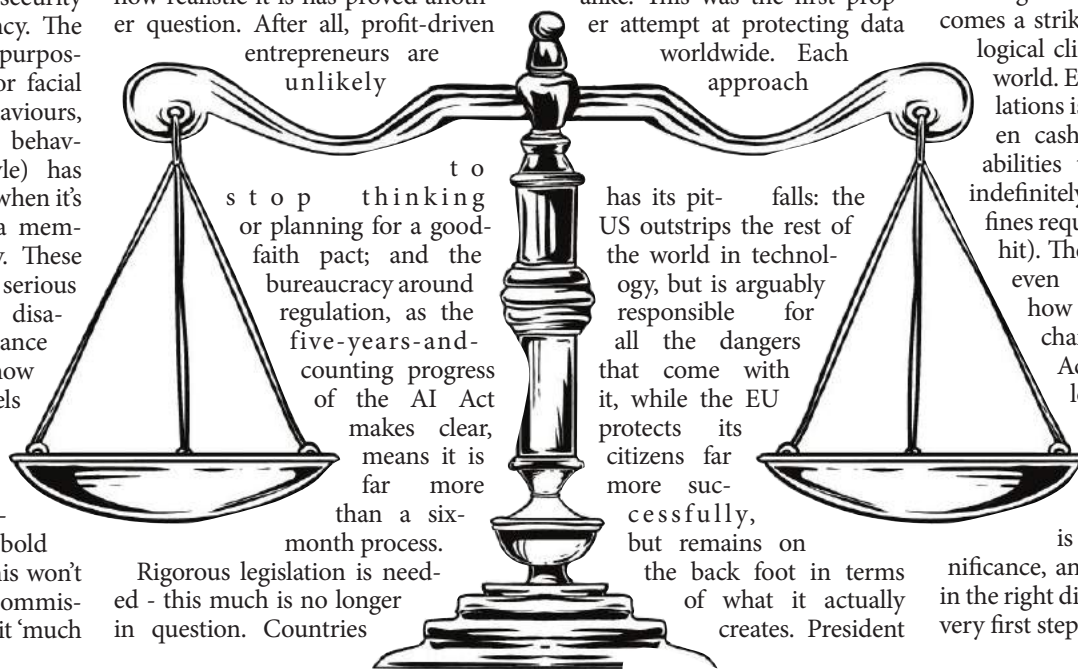 security
cy. The
purpos-
or facial
aviours,
behav-
le) has
when it's
a mem-
y. These
serious
disa-
ance
now
els
-
bold
his won't
ommis-
it ‘much
how realistic it is has proved anoth-
er question. After all, profit-driven
entrepreneurs are
unlikely
to
stop thinking
or planning for a good-
faith pact; and the
bureaucracy around
regulation, as the
five-years-and-
counting progress
of the AI Act
makes clear,
means it is
far more
than a six-
month process.
Rigorous legislation is need-
ed - this much is no longer
in question. Countries
alike. This was the first prop-
er attempt at protecting data
worldwide. Each
approach
has its pit- falls: the
US outstrips the rest of
the world in technol-
ogy, but is arguably
responsible for
all the dangers
that come with
it, while the EU
protects its
citizens far
more suc-
cessfully,
but remains on
the back foot in terms
of what it actually
creates. President
comes a strik
logical cli
world. E
lations is
en cash
abilities
indefinitely
fines requ
hit). The
even
how
cha
Ac
le
is
nificance, an
in the right di
very first step